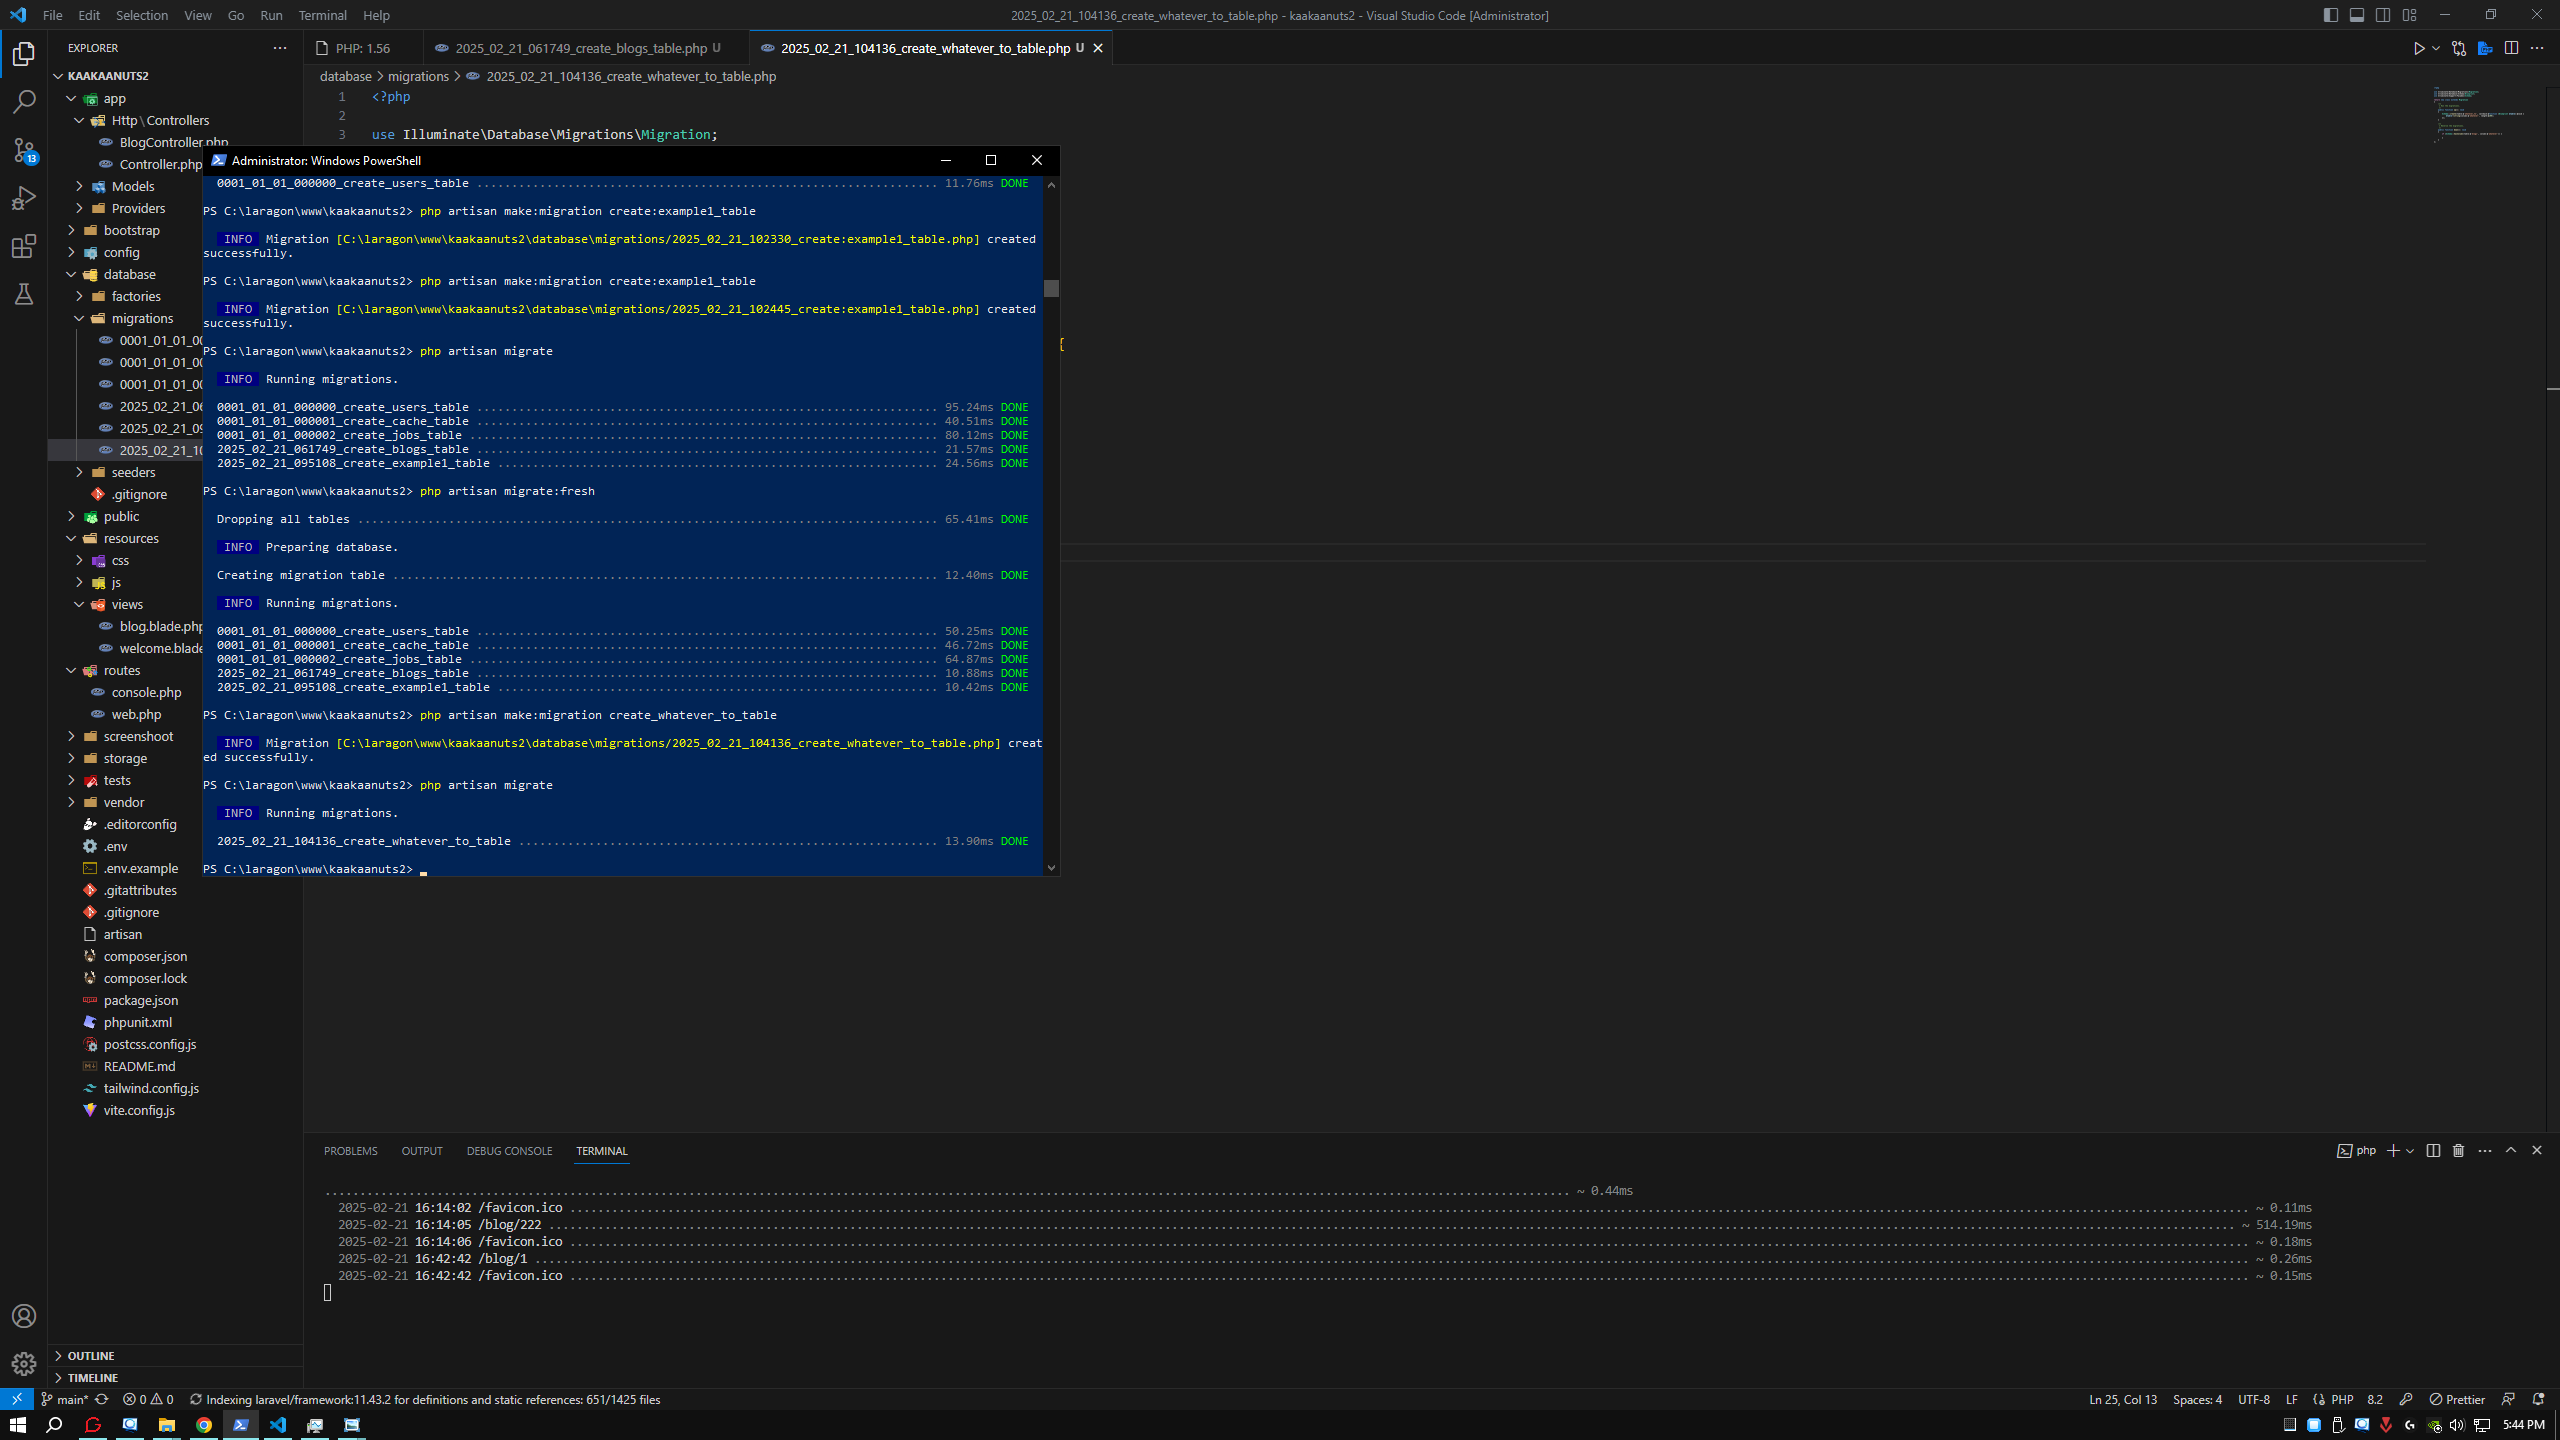 File Edit Selection View Go Run Terminal Help
2025_02_21_104136_create_whatever_to_table.php - kaakaanuts2 - Visual Studio Code [Administrator]
EXPLORER
PHP: 1.56
2025_02_21_061749_create_blogs_table.php U
2025_02_21_104136_create_whatever_to_table.php U
KAAKAANUTS2
app
Http\Controllers
BlogController.php
Controller.php
Models
Providers
bootstrap
config
database
factories
migrations
0001_01_01_00
0001_01_01_00
0001_01_01_00
2025_02_21_06
2025_02_21_09
2025_02_21_10
seeders
.gitignore
public
resources
css
js
views
blog.blade.php
welcome.blade
routes
console.php
web.php
screenshoot
storage
tests
vendor
.editorconfig
.env
.env.example
.gitattributes
.gitignore
artisan
composer.json
composer.lock
package.json
phpunit.xml
postcss.config.js
README.md
tailwind.config.js
vite.config.js
OUTLINE
TIMELINE
13
database > migrations > 2025_02_21_104136_create_whatever_to_table.php
1 <?php
2
3 use Illuminate\Database\Migrations\Migration;
{
Administrator: Windows PowerShell
0001_01_01_000000_create_users_table .................................................................. 11.76ms DONE
PS C:\laragon\www\kaakaanuts2> php artisan make:migration create:example1_table
INFO Migration [C:\laragon\www\kaakaanuts2\database\migrations/2025_02_21_102330_create:example1_table.php] created
successfully.
PS C:\laragon\www\kaakaanuts2> php artisan make:migration create:example1_table
INFO Migration [C:\laragon\www\kaakaanuts2\database\migrations/2025_02_21_102445_create:example1_table.php] created
successfully.
PS C:\laragon\www\kaakaanuts2> php artisan migrate
INFO Running migrations.
0001_01_01_000000_create_users_table .................................................................. 95.24ms DONE
0001_01_01_000001_create_cache_table .................................................................. 40.51ms DONE
0001_01_01_000002_create_jobs_table ................................................................... 80.12ms DONE
2025_02_21_061749_create_blogs_table .................................................................. 21.57ms DONE
2025_02_21_095108_create_example1_table ............................................................... 24.56ms DONE
PS C:\laragon\www\kaakaanuts2> php artisan migrate:fresh
Dropping all tables ................................................................................... 65.41ms DONE
INFO Preparing database.
Creating migration table .............................................................................. 12.40ms DONE
INFO Running migrations.
0001_01_01_000000_create_users_table .................................................................. 50.25ms DONE
0001_01_01_000001_create_cache_table .................................................................. 46.72ms DONE
0001_01_01_000002_create_jobs_table ................................................................... 64.87ms DONE
2025_02_21_061749_create_blogs_table .................................................................. 10.88ms DONE
2025_02_21_095108_create_example1_table ............................................................... 10.42ms DONE
PS C:\laragon\www\kaakaanuts2> php artisan make:migration create_whatever_to_table
INFO Migration [C:\laragon\www\kaakaanuts2\database\migrations/2025_02_21_104136_create_whatever_to_table.php] creat
ed successfully.
PS C:\laragon\www\kaakaanuts2> php artisan migrate
INFO Running migrations.
2025_02_21_104136_create_whatever_to_table ............................................................ 13.90ms DONE
PS C:\laragon\www\kaakaanuts2>
PROBLEMS OUTPUT DEBUG CONSOLE TERMINAL
php
.................... ~ 0.44ms
2025-02-21 16:14:02 /favicon.ico .................... ~ 0.11ms
2025-02-21 16:14:05 /blog/222 .................... ~ 514.19ms
2025-02-21 16:14:06 /favicon.ico .................... ~ 0.18ms
2025-02-21 16:42:42 /blog/1 .................... ~ 0.26ms
2025-02-21 16:42:42 /favicon.ico .................... ~ 0.15ms
main* 0 0 Indexing laravel/framework:11.43.2 for definitions and static references: 651/1425 files
Ln 25, Col 13 Spaces: 4 UTF-8 LF PHP 8.2 Prettier
5:44 PM